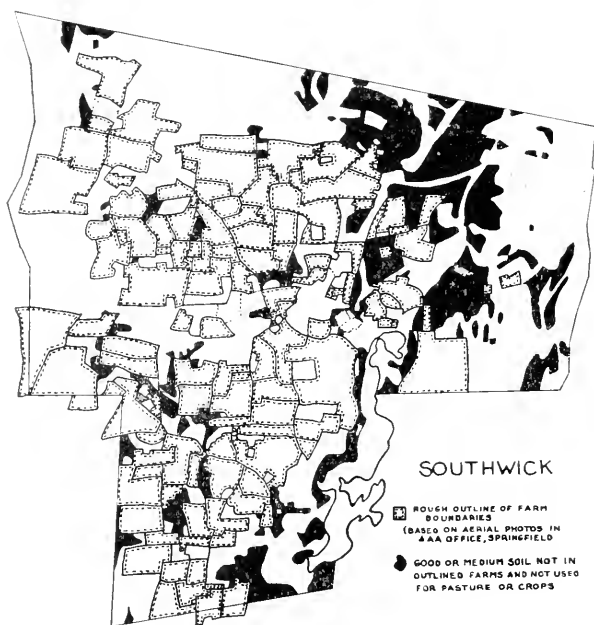 SOUTHWICK
ROUGH OUTLINE OF FARM
BOUNDARIES
(BASED ON AERIAL PHOTOS IN
AAA OFFICE, SPRINGFIELD
GOOD OR MEDIUM SOIL NOT IN
OUTLINED FARMS AND NOT USED
FOR PASTURE OR CROPS